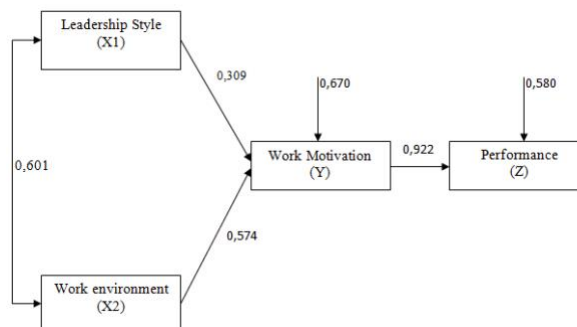 Leadership Style
(X1)
0,309
0,670
0,580
0,601
Work Motivation
(Y)
0,922
Performance
(Z)
0,574
Work environment
(X2)